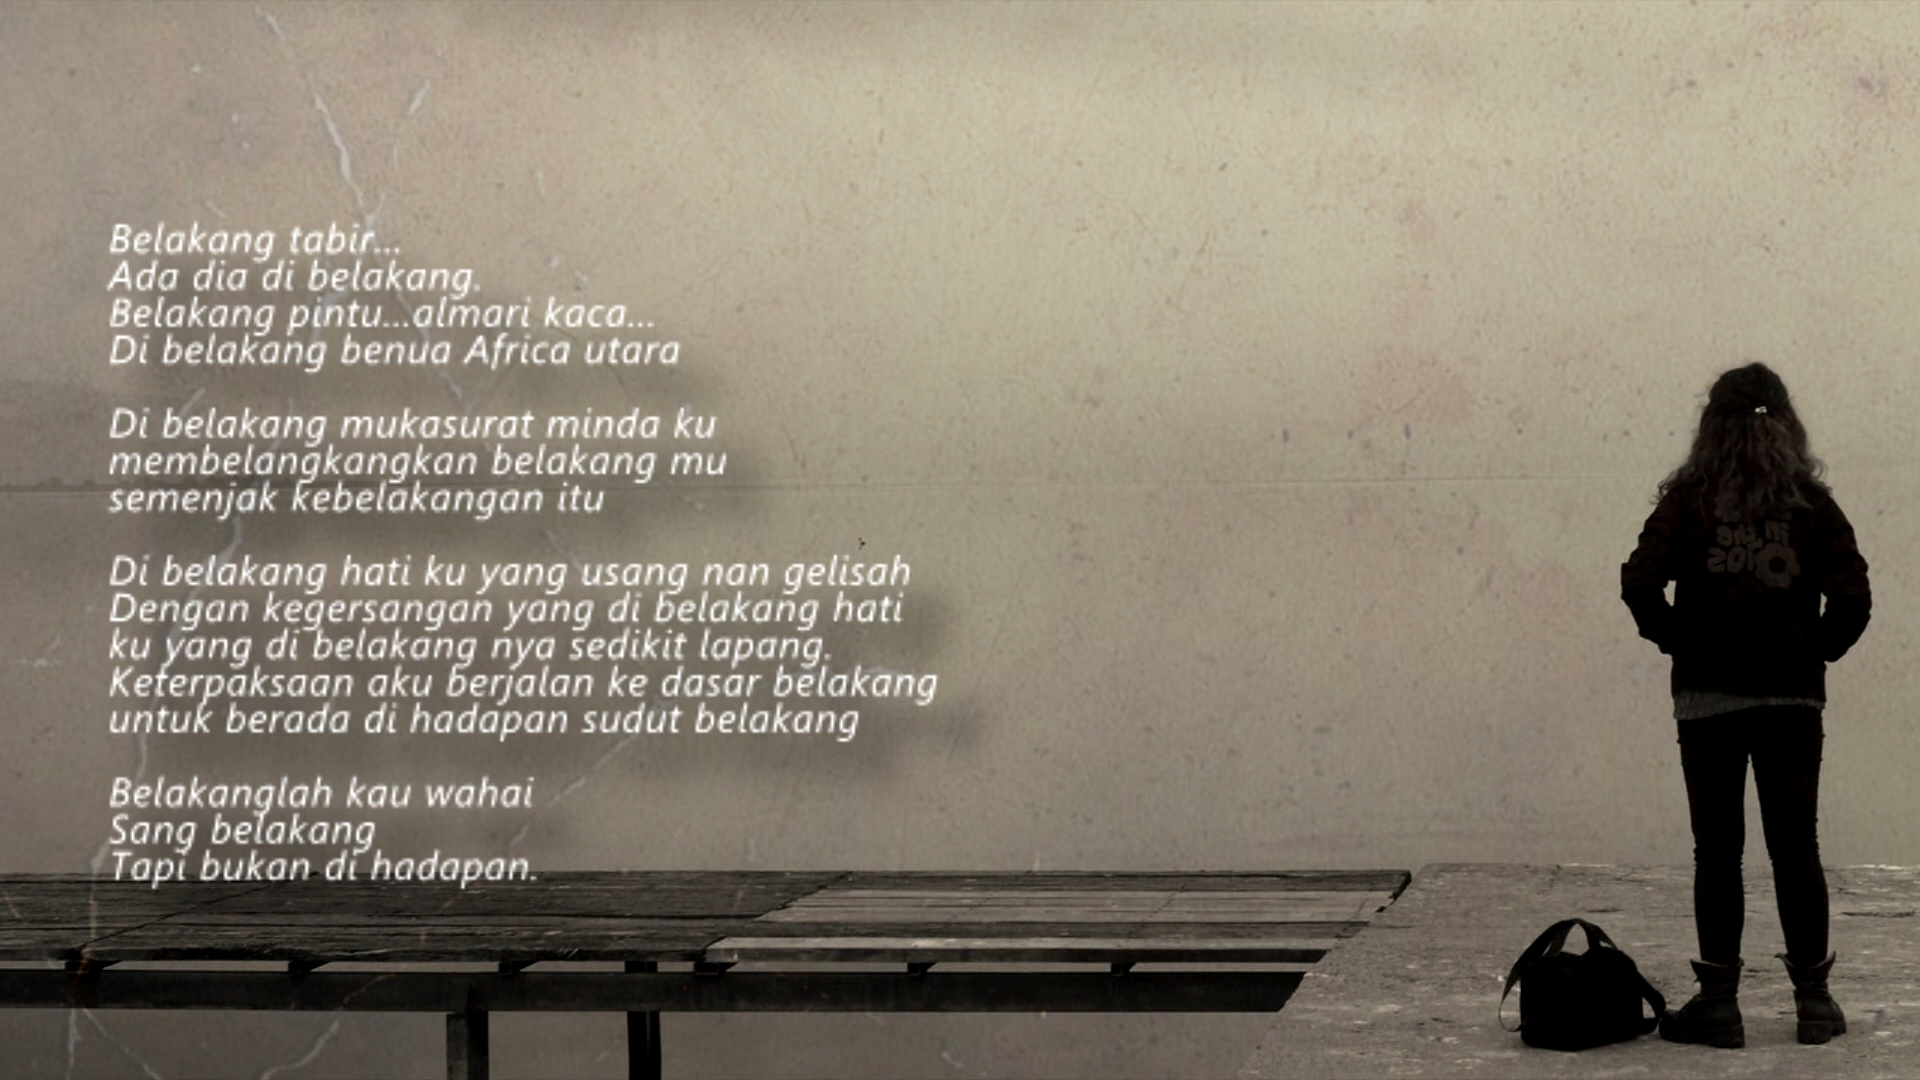 Belakang tabir...
Ada dia di belakang.
Belakang pintu...almari kaca...
Di belakang benua Africa utara
Di belakang mukasurat minda ku
membelangkangkan belakang mu
semenjak kebelakangan itu
Di belakang hati ku yang usang nan gelisah
Dengan kegersangan yang di belakang hati
ku yang di belakang nya sedikit lapang.
Keterpaksaan aku berjalan ke dasar belakang
untuk berada di hadapan sudut belakang
Belakanglah kau wahai
Sang belakang
Tapi bukan di hadapan.